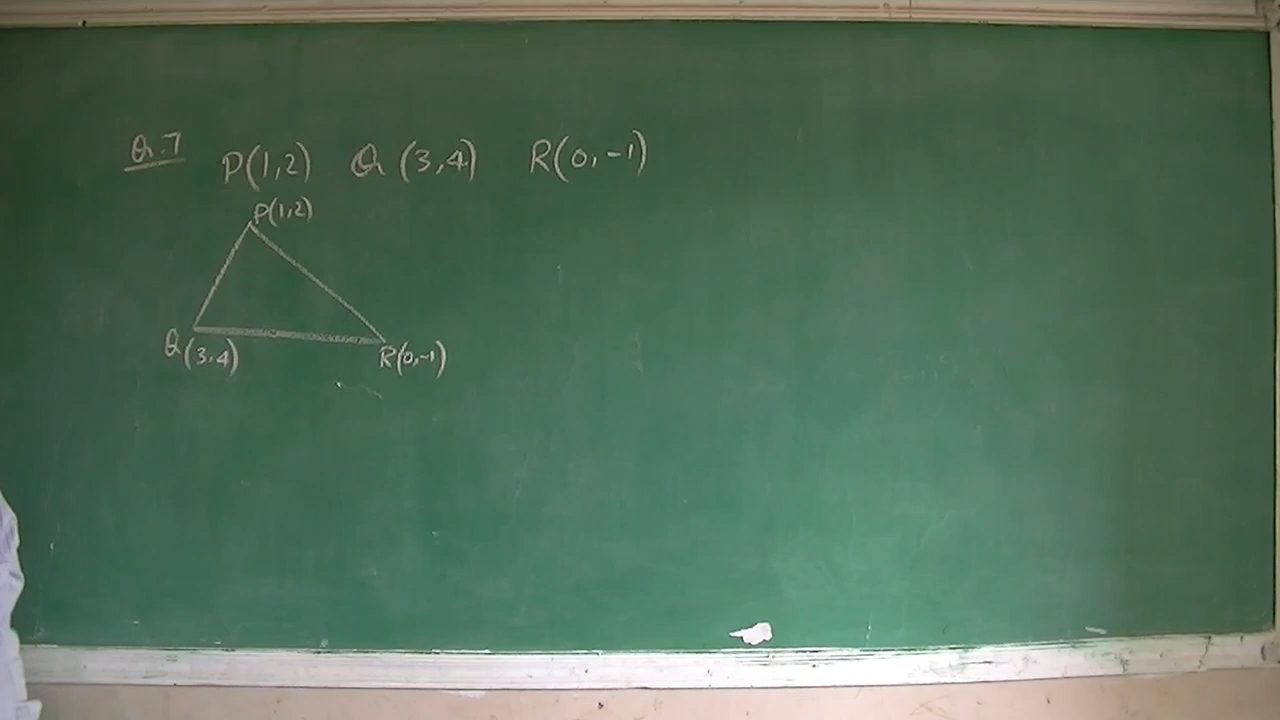 Q.7 P(1,2) Q(3,4) R(0,-1)
P(1,2)
Q(3,4) R(0,-1)